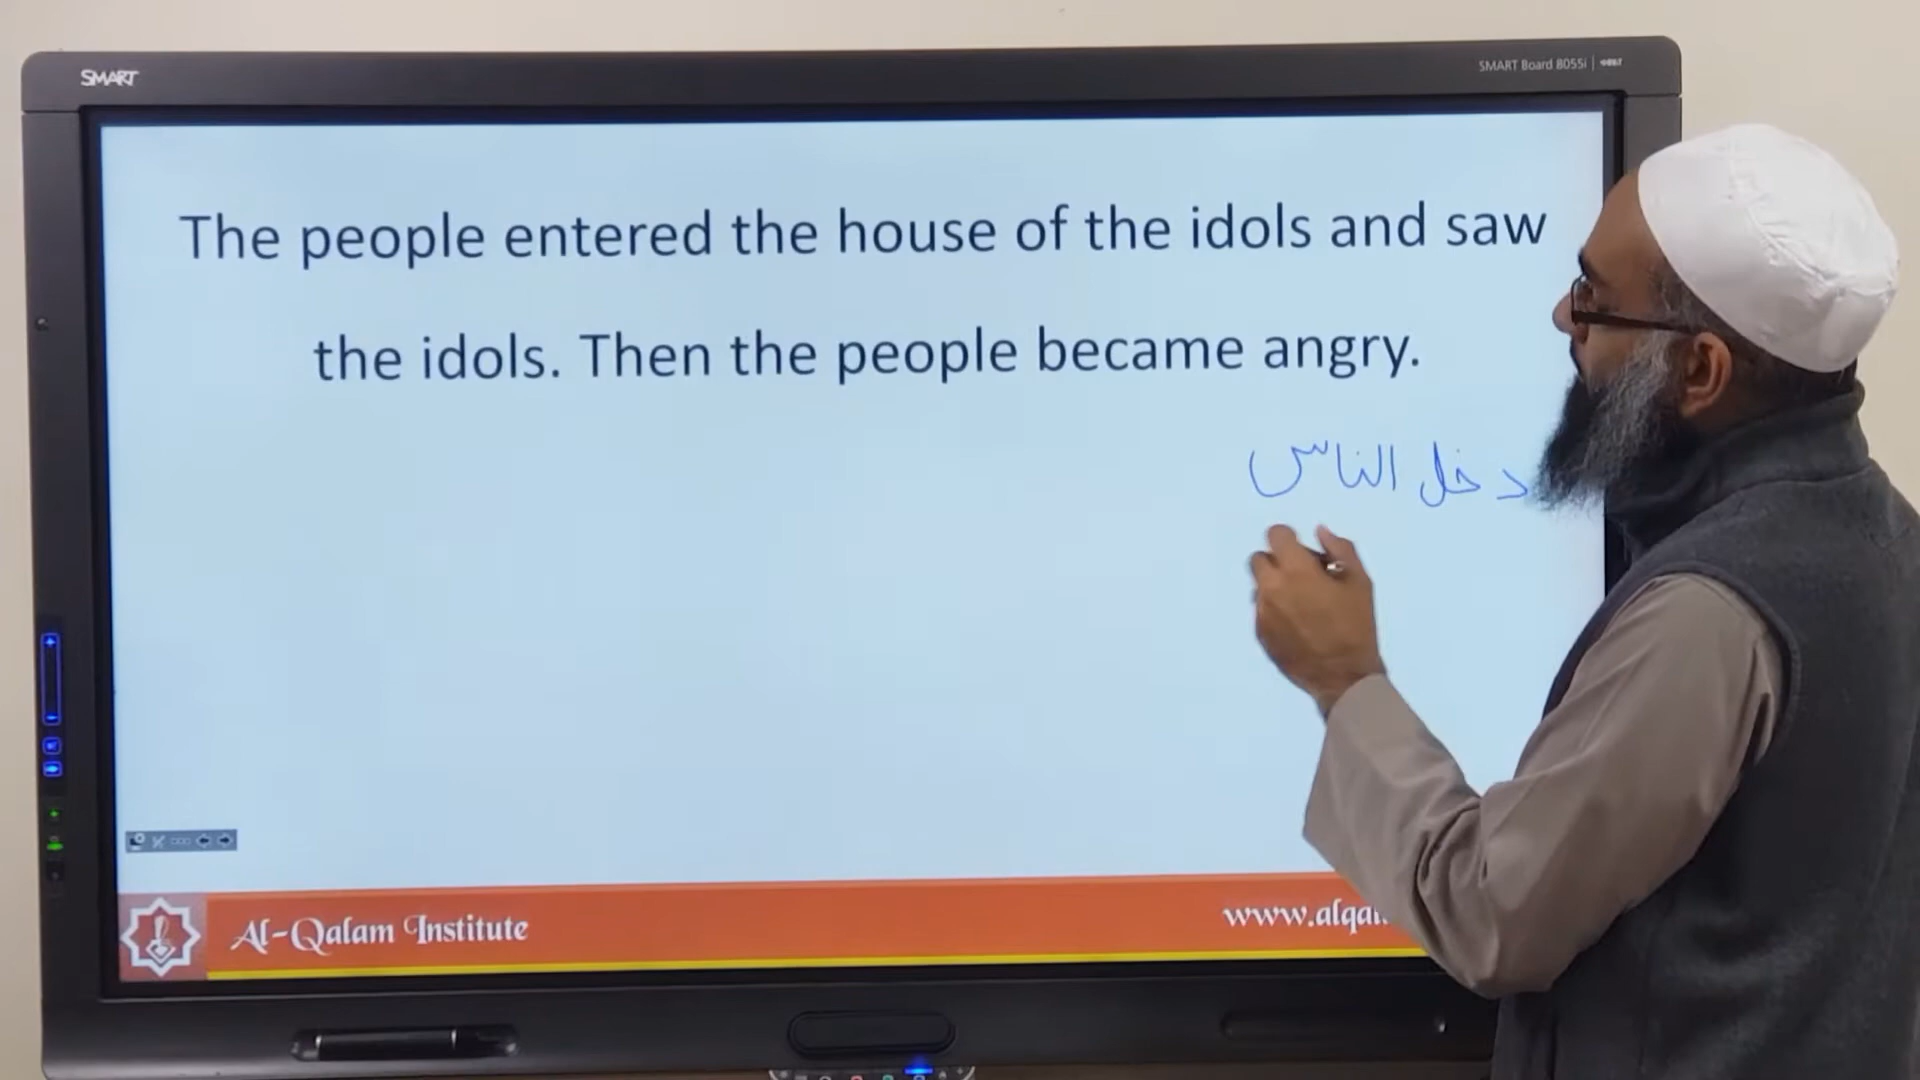 SMART
SMART Board 8055i
The people entered the house of the idols and saw
the idols. Then the people became angry.
دخل الناس
Al-Qalam Institute
www.alqal